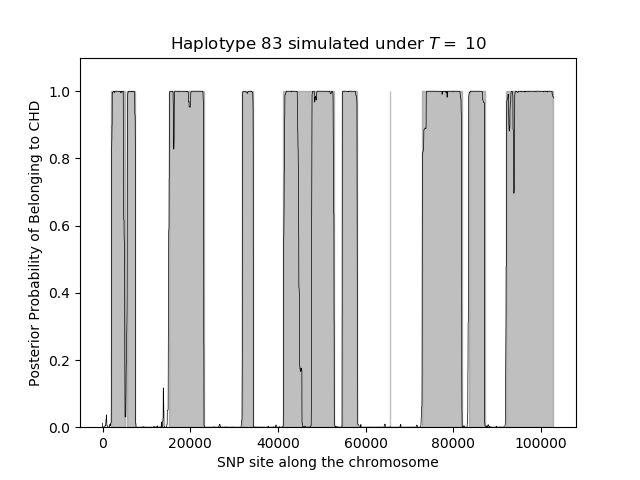 Haplotype 83 simulated under T = 10
Posterior Probability of Belonging to CHD
1.0
0.8
0.6
0.4
0.2
0.0
0 20000 40000 60000 80000 100000
SNP site along the chromosome